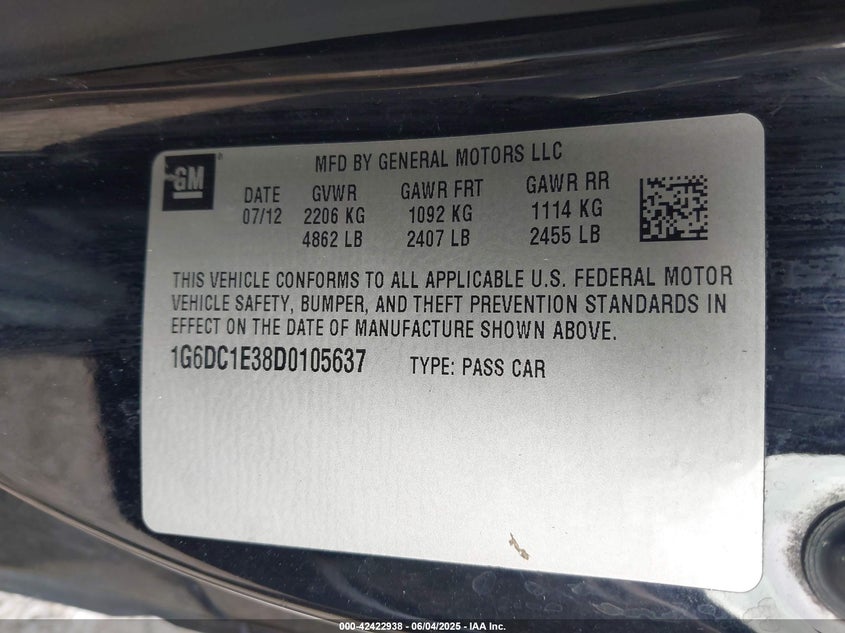 GM®
MFD BY GENERAL MOTORS LLC
DATE GVWR GAWR FRT GAWR RR
07/12 2206 KG 1092 KG 1114 KG
4862 LB 2407 LB 2455 LB
THIS VEHICLE CONFORMS TO ALL APPLICABLE U.S. FEDERAL MOTOR
VEHICLE SAFETY, BUMPER, AND THEFT PREVENTION STANDARDS IN
EFFECT ON THE DATE OF MANUFACTURE SHOWN ABOVE.
1G6DC1E38D0105637 TYPE: PASS CAR
000-42422938 - 06/04/2025 - IAA Inc.